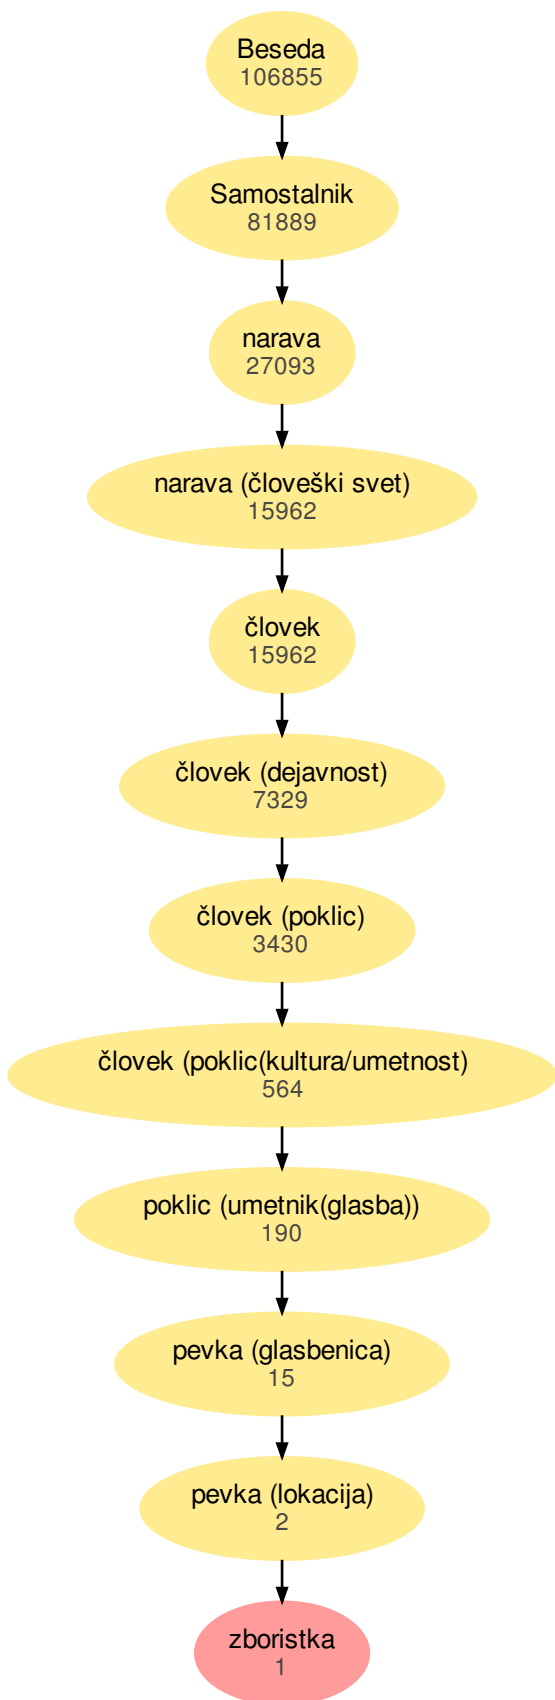 Beseda
106855
Samostalnik
81889
narava
27093
narava (človeški svet)
15962
človek
15962
človek (dejavnost)
7329
človek (poklic)
3430
človek (poklic(kultura/umetnost)
564
poklic (umetnik(glasba))
190
pevka (glasbenica)
15
pevka (lokacija)
2
zboristka
1